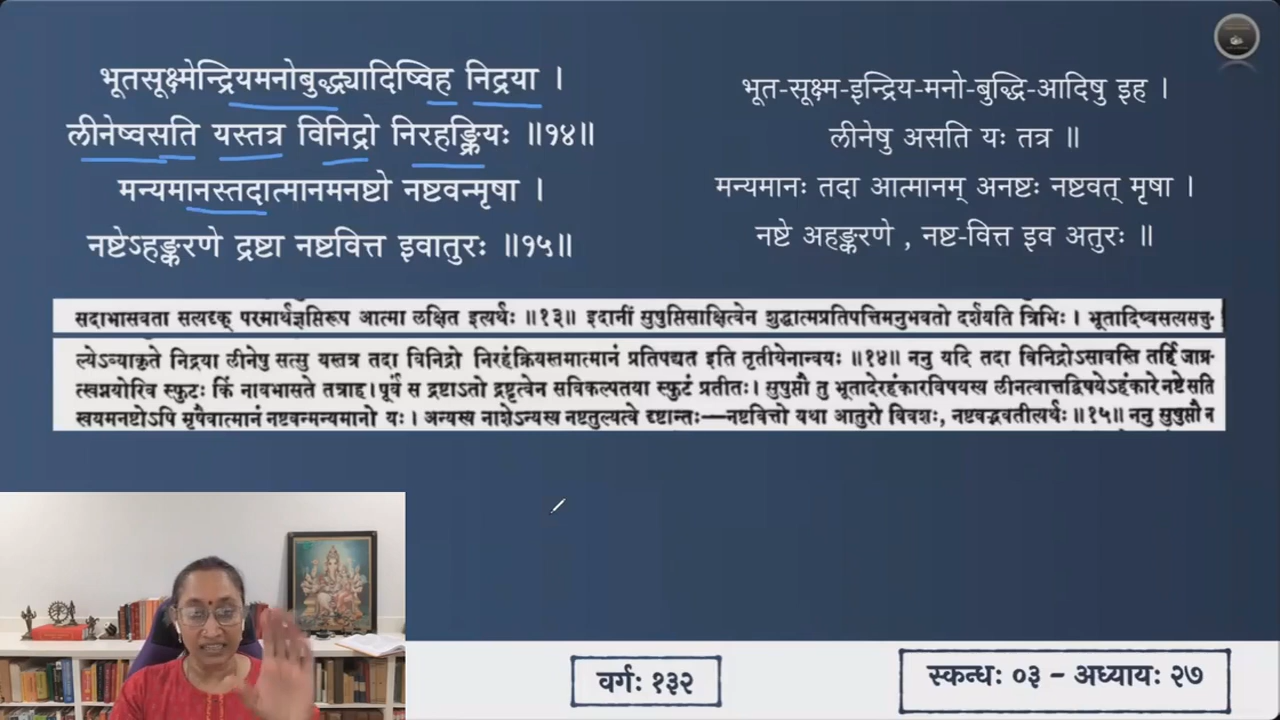 भूतसूक्ष्मेन्द्रियमनोबुद्ध्यादिष्विह निद्रया ।
लीनेष्वसति यस्तत्र विनिद्रो निरहङ्क्रियः ॥१४॥
मन्यमानस्तदात्मानमनष्टो नष्टवन्मृषा ।
नष्टेऽहङ्करणे द्रष्टा नष्टवित्त इवातुरः ॥१५॥
भूत-सूक्ष्म-इन्द्रिय-मनो-बुद्धि-आदिषु इह ।
लीनेषु असति यः तत्र ॥
मन्यमानः तदा आत्मानम् अनष्टः नष्टवत् मृषा ।
नष्टे अहङ्करणे , नष्ट-वित्त इव अतुरः ॥
सदाभासवता सत्यदृक् परमार्थज्ञप्तिरूप आत्मा लक्षित इत्यर्थः ॥१३॥ इदानीं सुषुप्तिसाक्षित्वेन शुद्धात्मप्रतिपत्तिमनुभवतो दर्शयति त्रिभिः । भूतादिष्वसत्यसत्तु-
ल्येऽव्याकृते निद्रया लीनेषु सत्सु यस्तत्र तदा विनिद्रो निरहंक्रियस्तमात्मानं प्रतिपद्यत इति तृतीयेनान्वयः ॥१४॥ ननु यदि तदा विनिद्रोऽसावस्ति तर्हि जाग्र-
त्स्वप्नयोरिव स्फुटः किं नावभासते तत्राह । पूर्वं स द्रष्टाऽतो द्रष्टृत्वेन सविकल्पतया स्फुटं प्रतीतः । सुषुप्तौ तु भूतादेरहंकारविषयस्य लीनत्वात्तद्विषयेऽहंकारे नष्टे सति
स्वयमनष्टोऽपि मृषैवात्मानं नष्टवन्मन्यमानो यः । अन्यस्य नाशेऽन्यस्य नष्टतुल्यत्वे दृष्टान्तः—नष्टवित्तो यथा आतुरो विवशः, नष्टवद्भवतीत्यर्थः ॥१५॥ ननु सुषुप्तौ न
वर्गः १३२
स्कन्धः ०३ – अध्यायः २७